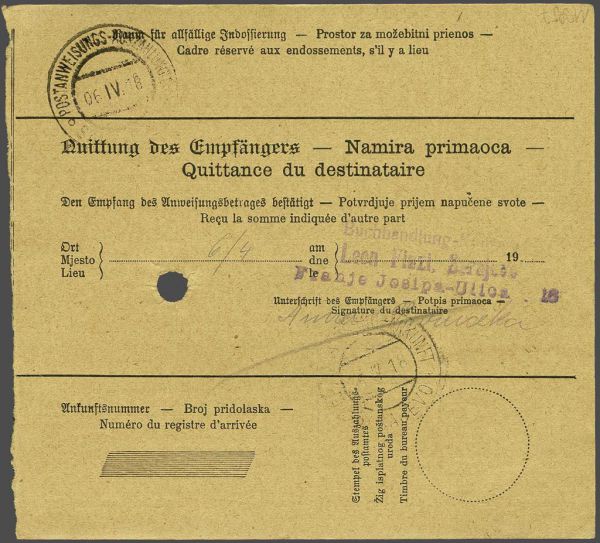 Raum für allfällige Indossierung — Prostor za možebitni prienos —
Cadre réservé aux endossements, s'il y a lieu
POSTANWEISUNGS-
06 IV. 18
Quittung des Empfängers — Namira primaoca —
Quittance du destinataire
Den Empfang des Anweisungsbetrages bestätigt — Potvrdjuje prijem napučene svote —
Reçu la somme indiquée d'autre part
Ort
Mjesto
Lieu
6/4
am
dne
le
19
Buchhandlung
Leon
Franje Josipa-Ulica 18
Unterschrift des Empfängers — Potpis primaoca —
Signature du destinataire
Ankunftsnummer — Broj pridolaska —
Numéro du registre d'arrivée
Stempel des Auszahlungs-
postamtes
Žig isplatnog poštanskog
ureda
Timbre du bureau payeur